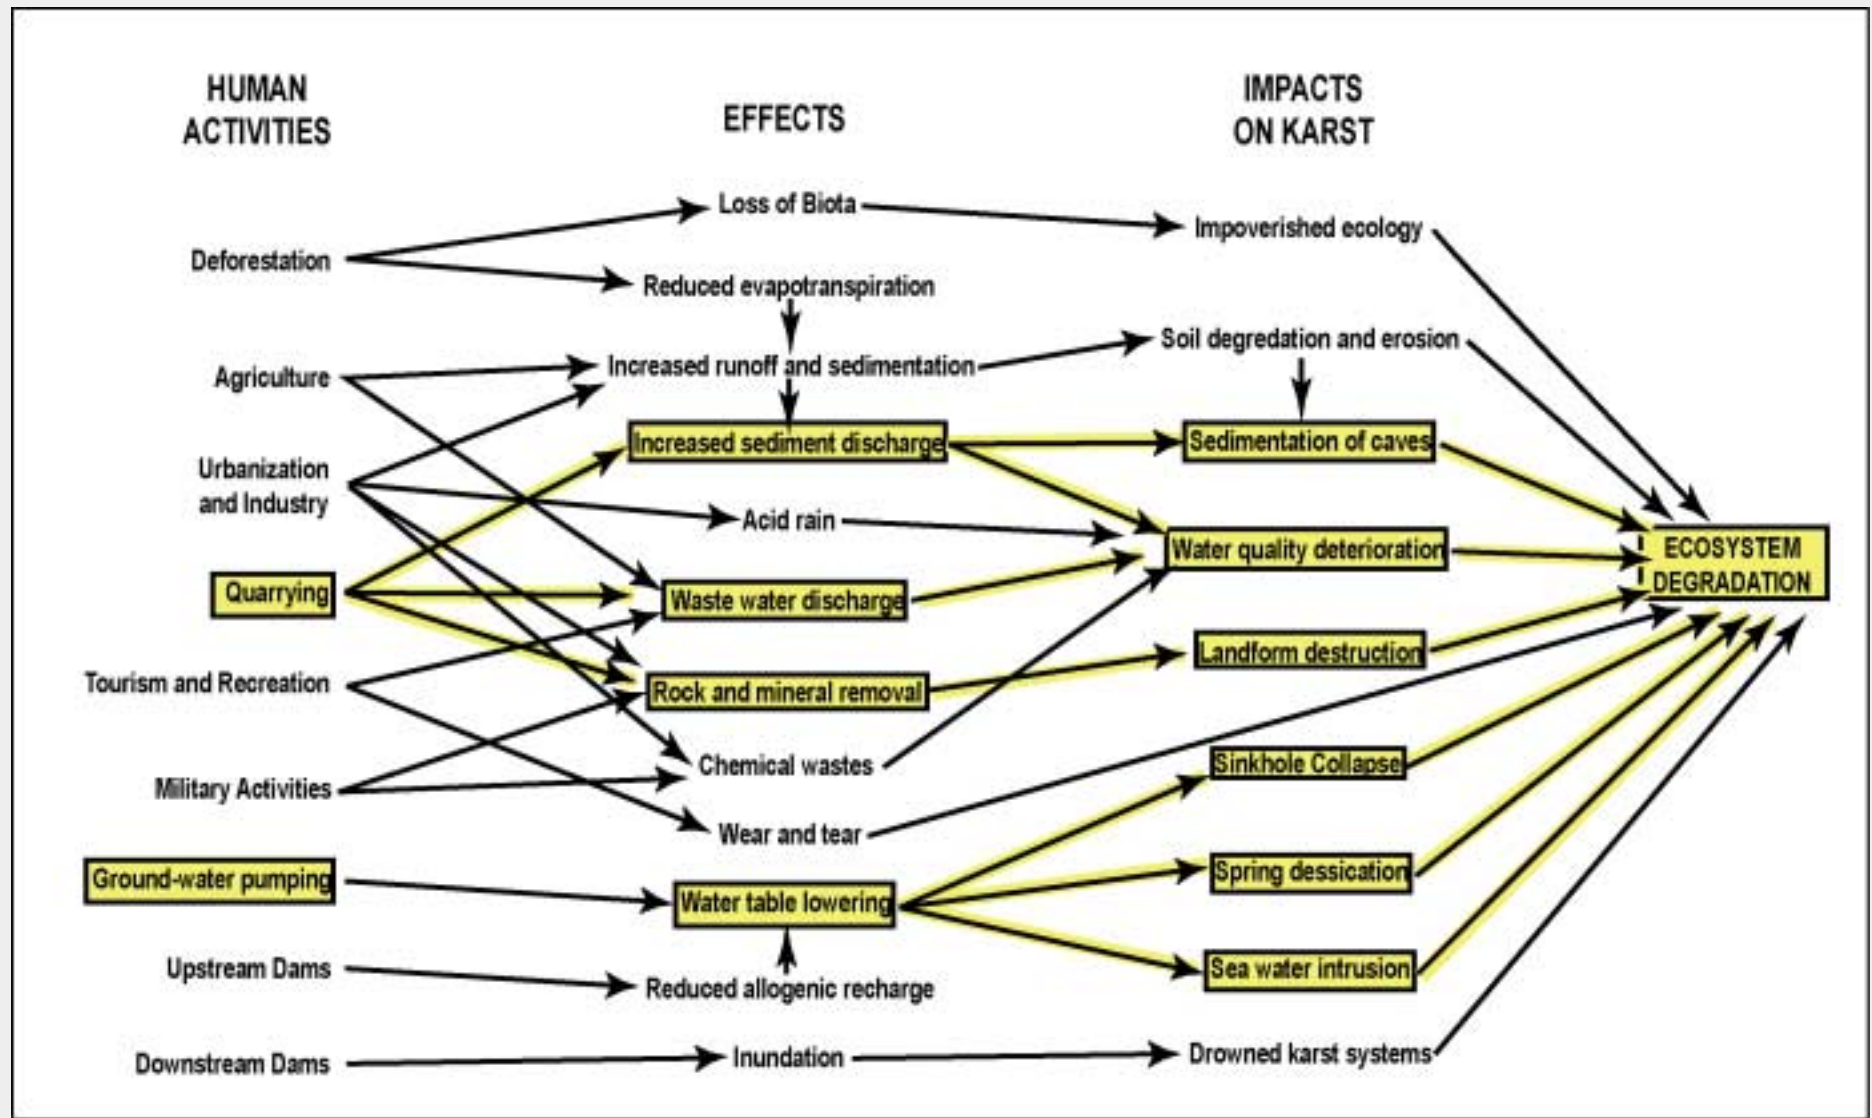 HUMAN
ACTIVITIES
EFFECTS
IMPACTS
ON KARST
Loss of Biota
Impoverished ecology
Deforestation
Reduced evapotranspiration
Soil degredation and erosion
Increased runoff and sedimentation
Agriculture
Increased sediment discharge
Sedimentation of caves
Urbanization
and Industry
Acid rain
Water quality deterioration
ECOSYSTEM
DEGRADATION
Quarrying
Waste water discharge
Landform destruction
Tourism and Recreation
Rock and mineral removal
Chemical wastes
Sinkhole Collapse
Military Activities
Wear and tear
Ground-water pumping
Spring dessication
Water table lowering
Upstream Dams
Sea water intrusion
Reduced allogenic recharge
Downstream Dams
Inundation
Drowned karst systems